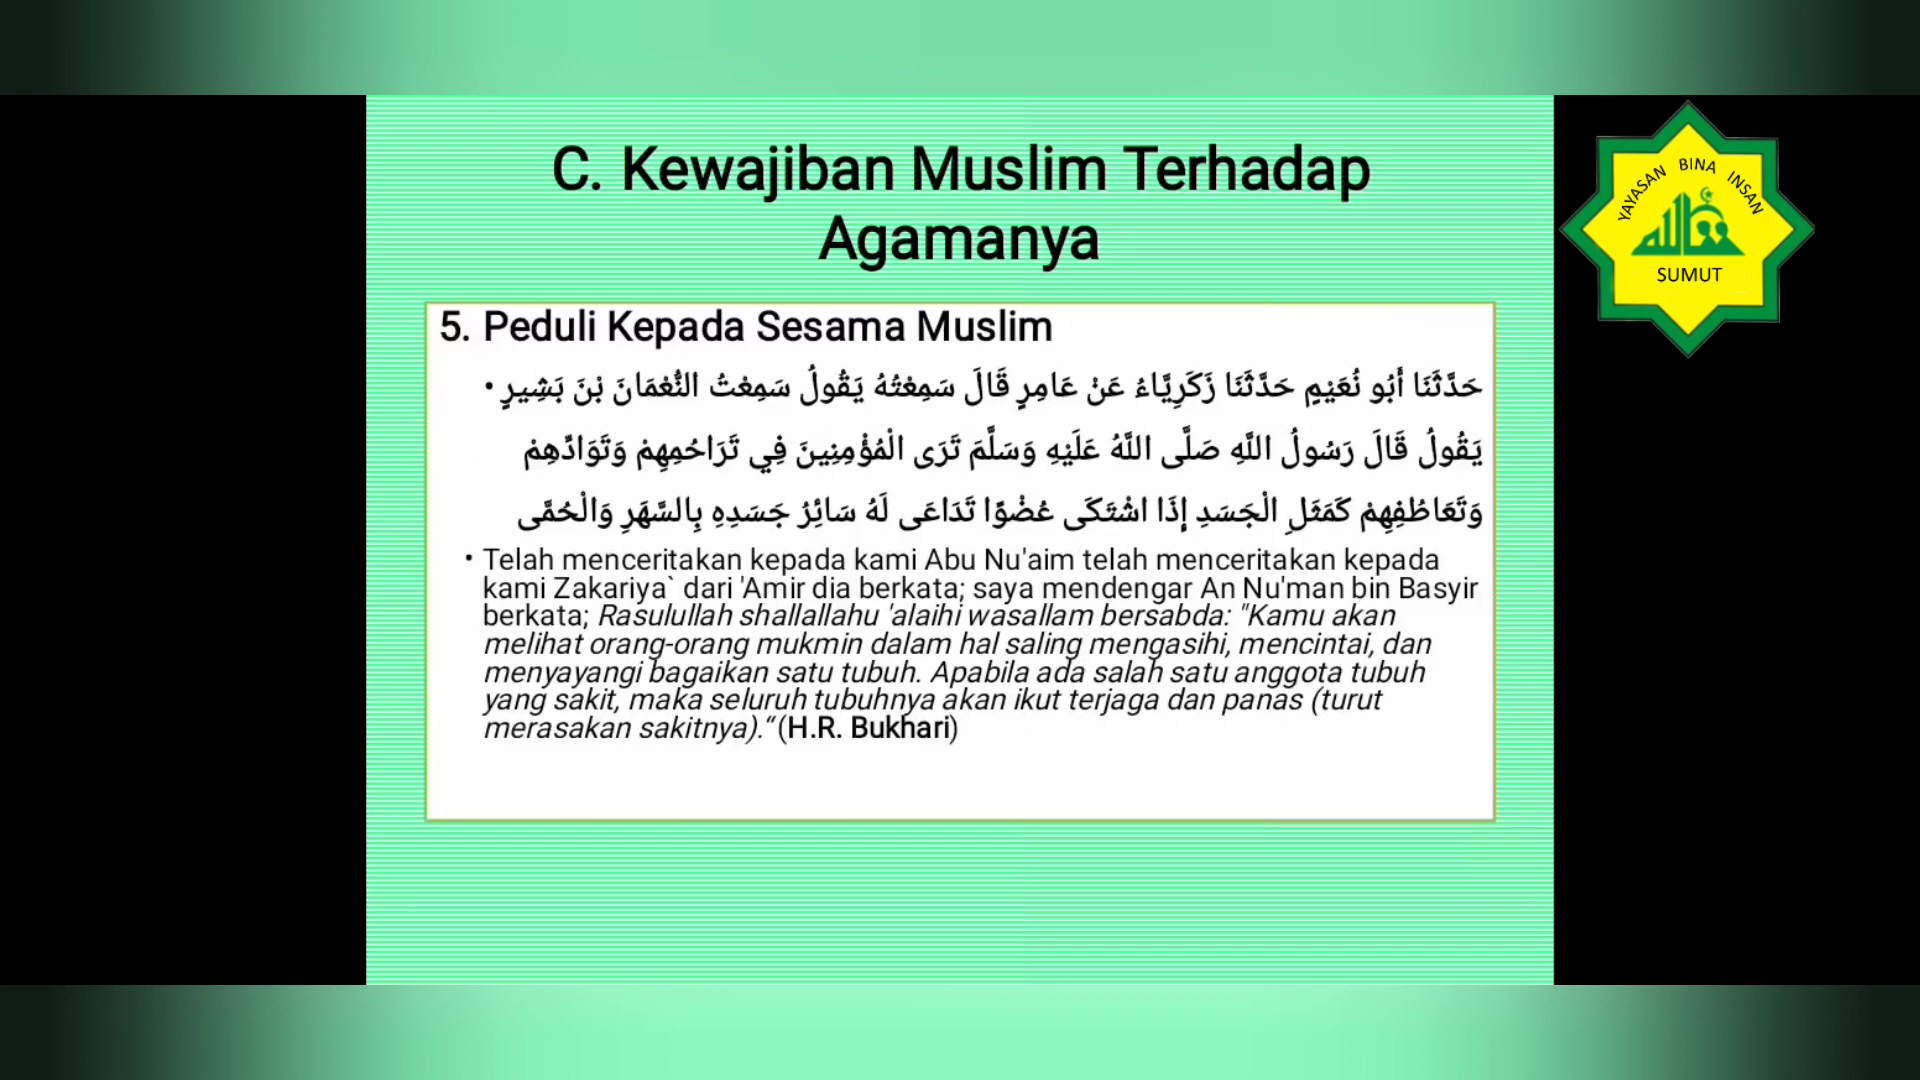 C. Kewajiban Muslim Terhadap
Agamanya
5. Peduli Kepada Sesama Muslim
• حَدَّثَنَا أَبُو نُعَيْمٍ حَدَّثَنَا زَكَرِيَّاءُ عَنْ عَامِرٍ قَالَ سَمِعْتُهُ يَقُولُ سَمِعْتُ النُّعْمَانَ بْنَ بَشِيرٍ
يَقُولُ قَالَ رَسُولُ اللَّهِ صَلَّى اللَّهُ عَلَيْهِ وَسَلَّمَ تَرَى الْمُؤْمِنِينَ فِي تَرَاحُمِهِمْ وَتَوَادِّهِمْ
وَتَعَاطُفِهِمْ كَمَثَلِ الْجَسَدِ إِذَا اشْتَكَى عُضْوًا تَدَاعَى لَهُ سَائِرُ جَسَدِهِ بِالسَّهَرِ وَالْحُمَّى
• Telah menceritakan kepada kami Abu Nu'aim telah menceritakan kepada
kami Zakariya` dari 'Amir dia berkata; saya mendengar An Nu'man bin Basyir
berkata; Rasulullah shallallahu 'alaihi wasallam bersabda: "Kamu akan
melihat orang-orang mukmin dalam hal saling mengasihi, mencintai, dan
menyayangi bagaikan satu tubuh. Apabila ada salah satu anggota tubuh
yang sakit, maka seluruh tubuhnya akan ikut terjaga dan panas (turut
merasakan sakitnya).“ (H.R. Bukhari)
YAYASAN BINA INSAN
الله
SUMUT